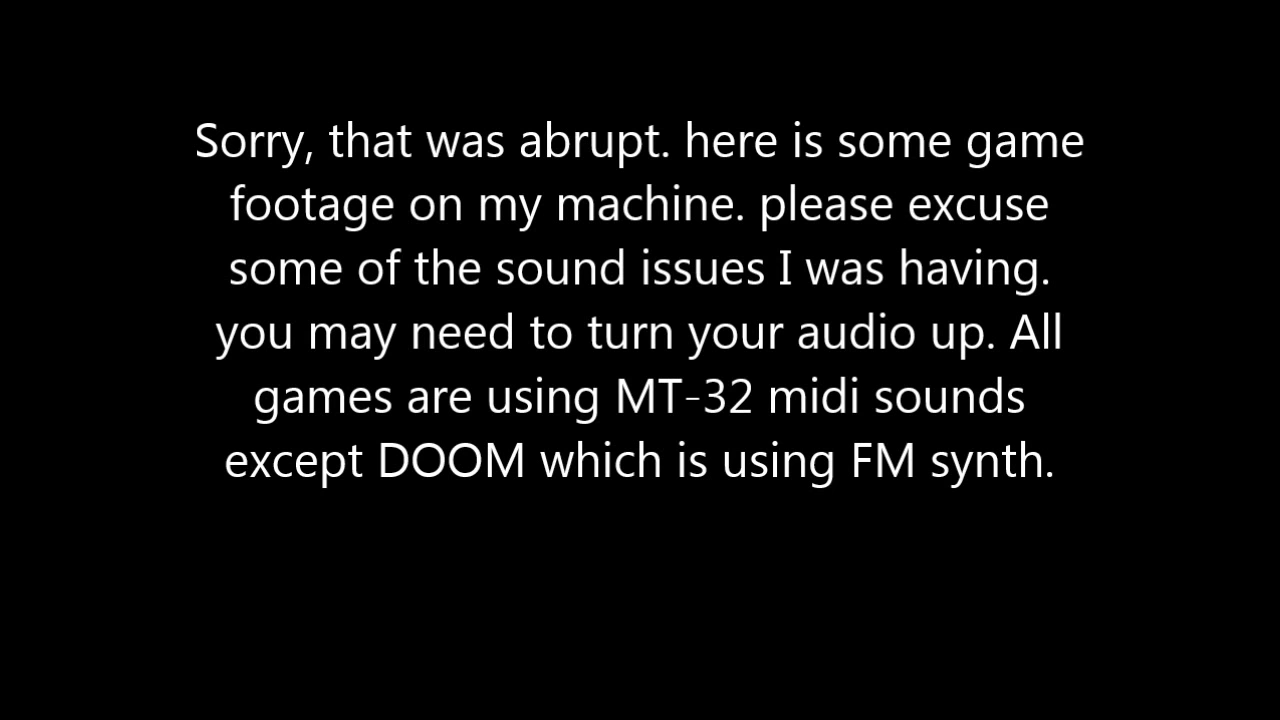 Sorry, that was abrupt. here is some game
footage on my machine. please excuse
some of the sound issues I was having.
you may need to turn your audio up. All
games are using MT-32 midi sounds
except DOOM which is using FM synth.